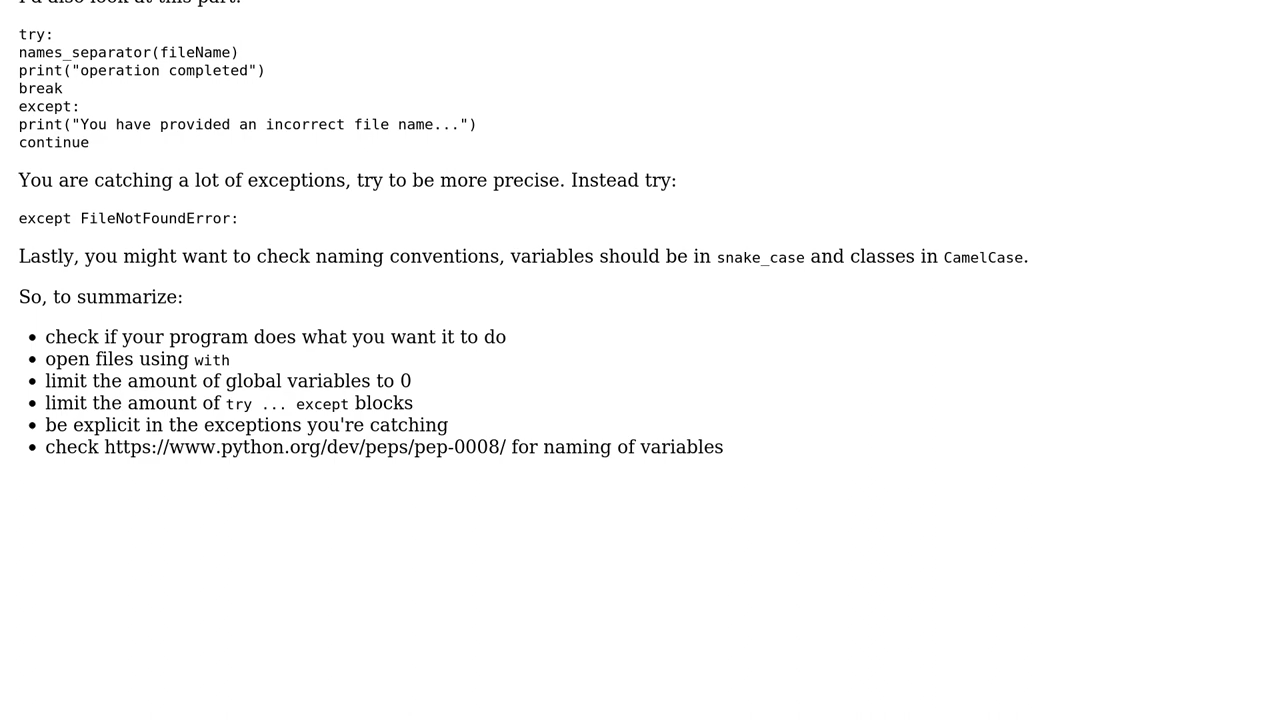 I'd also look at this part:
try:
names_separator(fileName)
print("operation completed")
break
except:
print("You have provided an incorrect file name...")
continue
You are catching a lot of exceptions, try to be more precise. Instead try:
except FileNotFoundError:
Lastly, you might want to check naming conventions, variables should be in snake_case and classes in CamelCase.
So, to summarize:
• check if your program does what you want it to do
• open files using with
• limit the amount of global variables to 0
• limit the amount of try ... except blocks
• be explicit in the exceptions you're catching
• check https://www.python.org/dev/peps/pep-0008/ for naming of variables